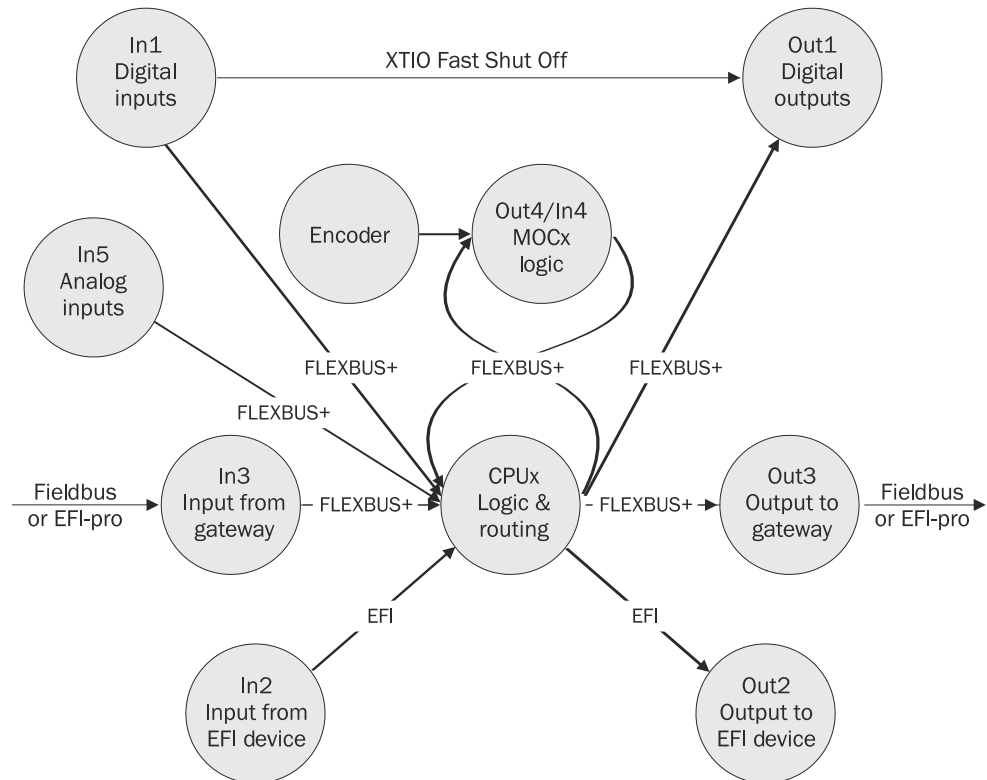 In1
Digital
inputs
XTIO Fast Shut Off
Out1
Digital
outputs
Encoder
Out4/In4
MOCx
logic
In5
Analog
inputs
FLEXBUS+
FLEXBUS+
FLEXBUS+
FLEXBUS+
Fieldbus
or EFI-pro
In3
Input from
gateway
FLEXBUS+
CPUx
Logic &
routing
FLEXBUS+
Out3
Output to
gateway
Fieldbus
or EFI-pro
EFI
EFI
In2
Input from
EFI device
Out2
Output to
EFI device